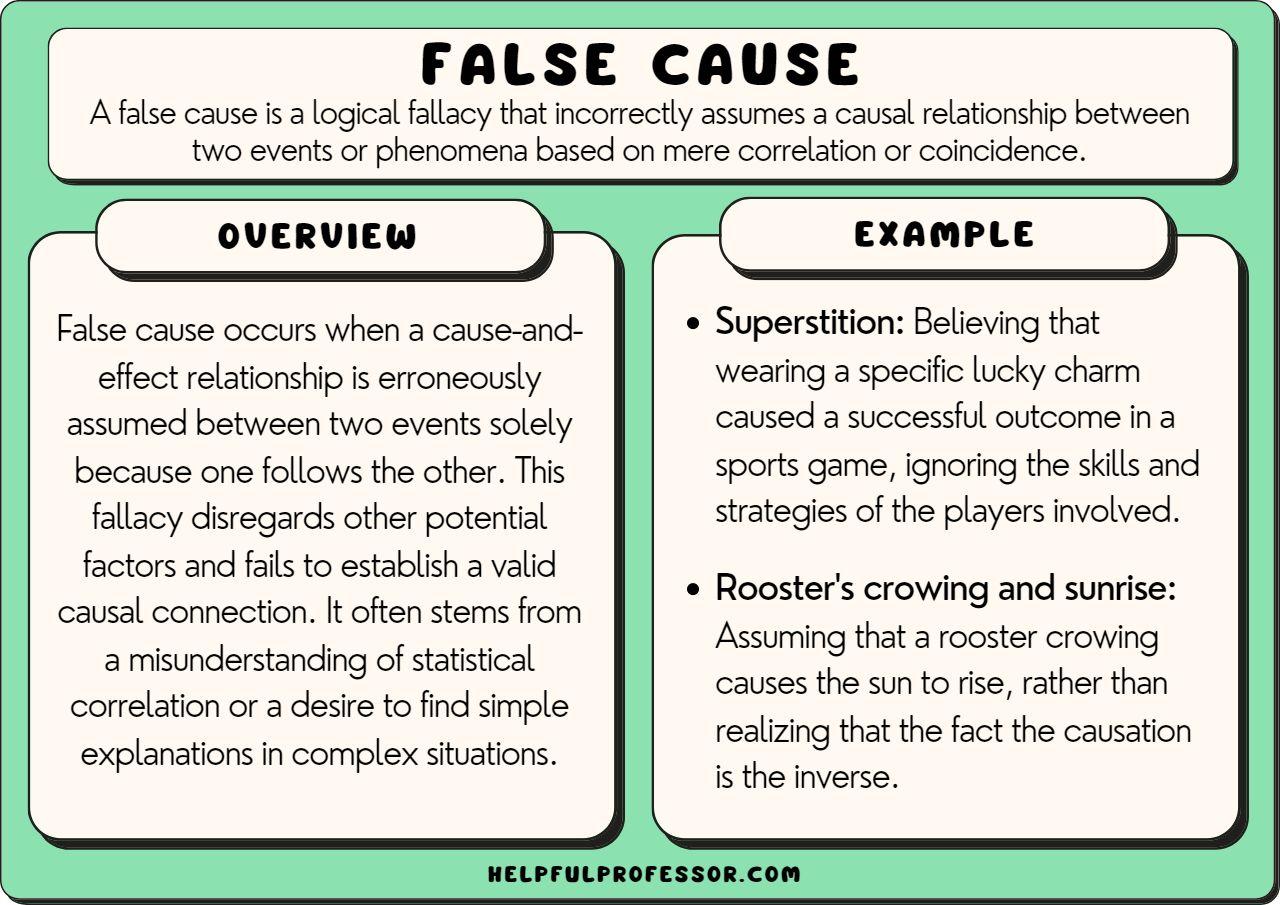 FALSE CAUSE
A false cause is a logical fallacy that incorrectly assumes a causal relationship between
two events or phenomena based on mere correlation or coincidence.
OVERVIEW
False cause occurs when a cause-and-
effect relationship is erroneously
assumed between two events solely
because one follows the other. This
fallacy disregards other potential
factors and fails to establish a valid
causal connection. It often stems from
a misunderstanding of statistical
correlation or a desire to find simple
explanations in complex situations.
EXAMPLE
• Superstition: Believing that
wearing a specific lucky charm
caused a successful outcome in a
sports game, ignoring the skills and
strategies of the players involved.
• Rooster's crowing and sunrise:
Assuming that a rooster crowing
causes the sun to rise, rather than
realizing that the fact the causation
is the inverse.
HELPFULPROFESSOR.COM